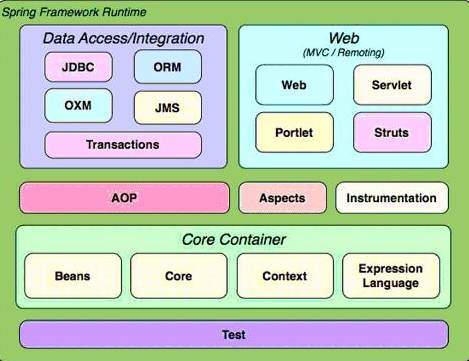 Spring Framework Runtime
Data Access/Integration
JDBC
ORM
OXM
JMS
Transactions
Web
(MVC / Remoting)
Web
Servlet
Portlet
Struts
AOP
Aspects
Instrumentation
Core Container
Beans
Core
Context
Expression
Language
Test